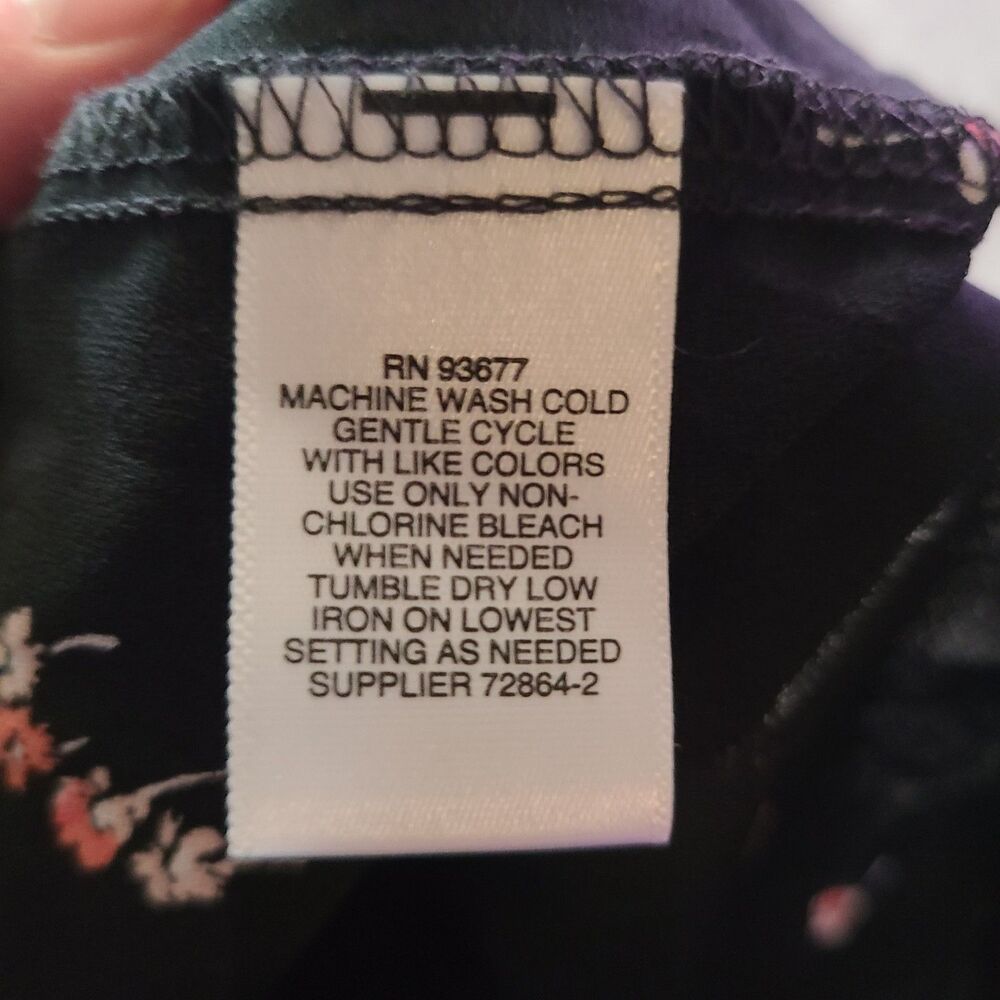 RN 93677
MACHINE WASH COLD
GENTLE CYCLE
WITH LIKE COLORS
USE ONLY NON-
CHLORINE BLEACH
WHEN NEEDED
TUMBLE DRY LOW
IRON ON LOWEST
SETTING AS NEEDED
SUPPLIER 72864-2